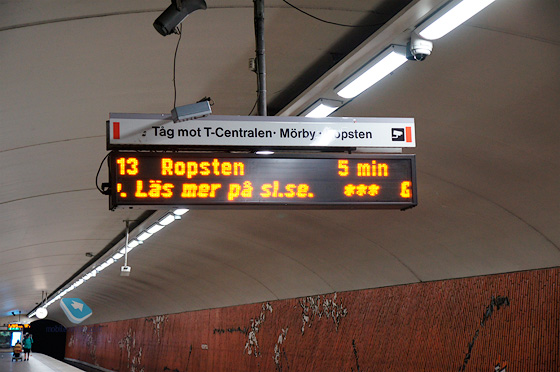 Tåg mot T-Centralen · Mörby · Ropsten
13 Ropsten 5 min
. Läs mer på sl.se. ***